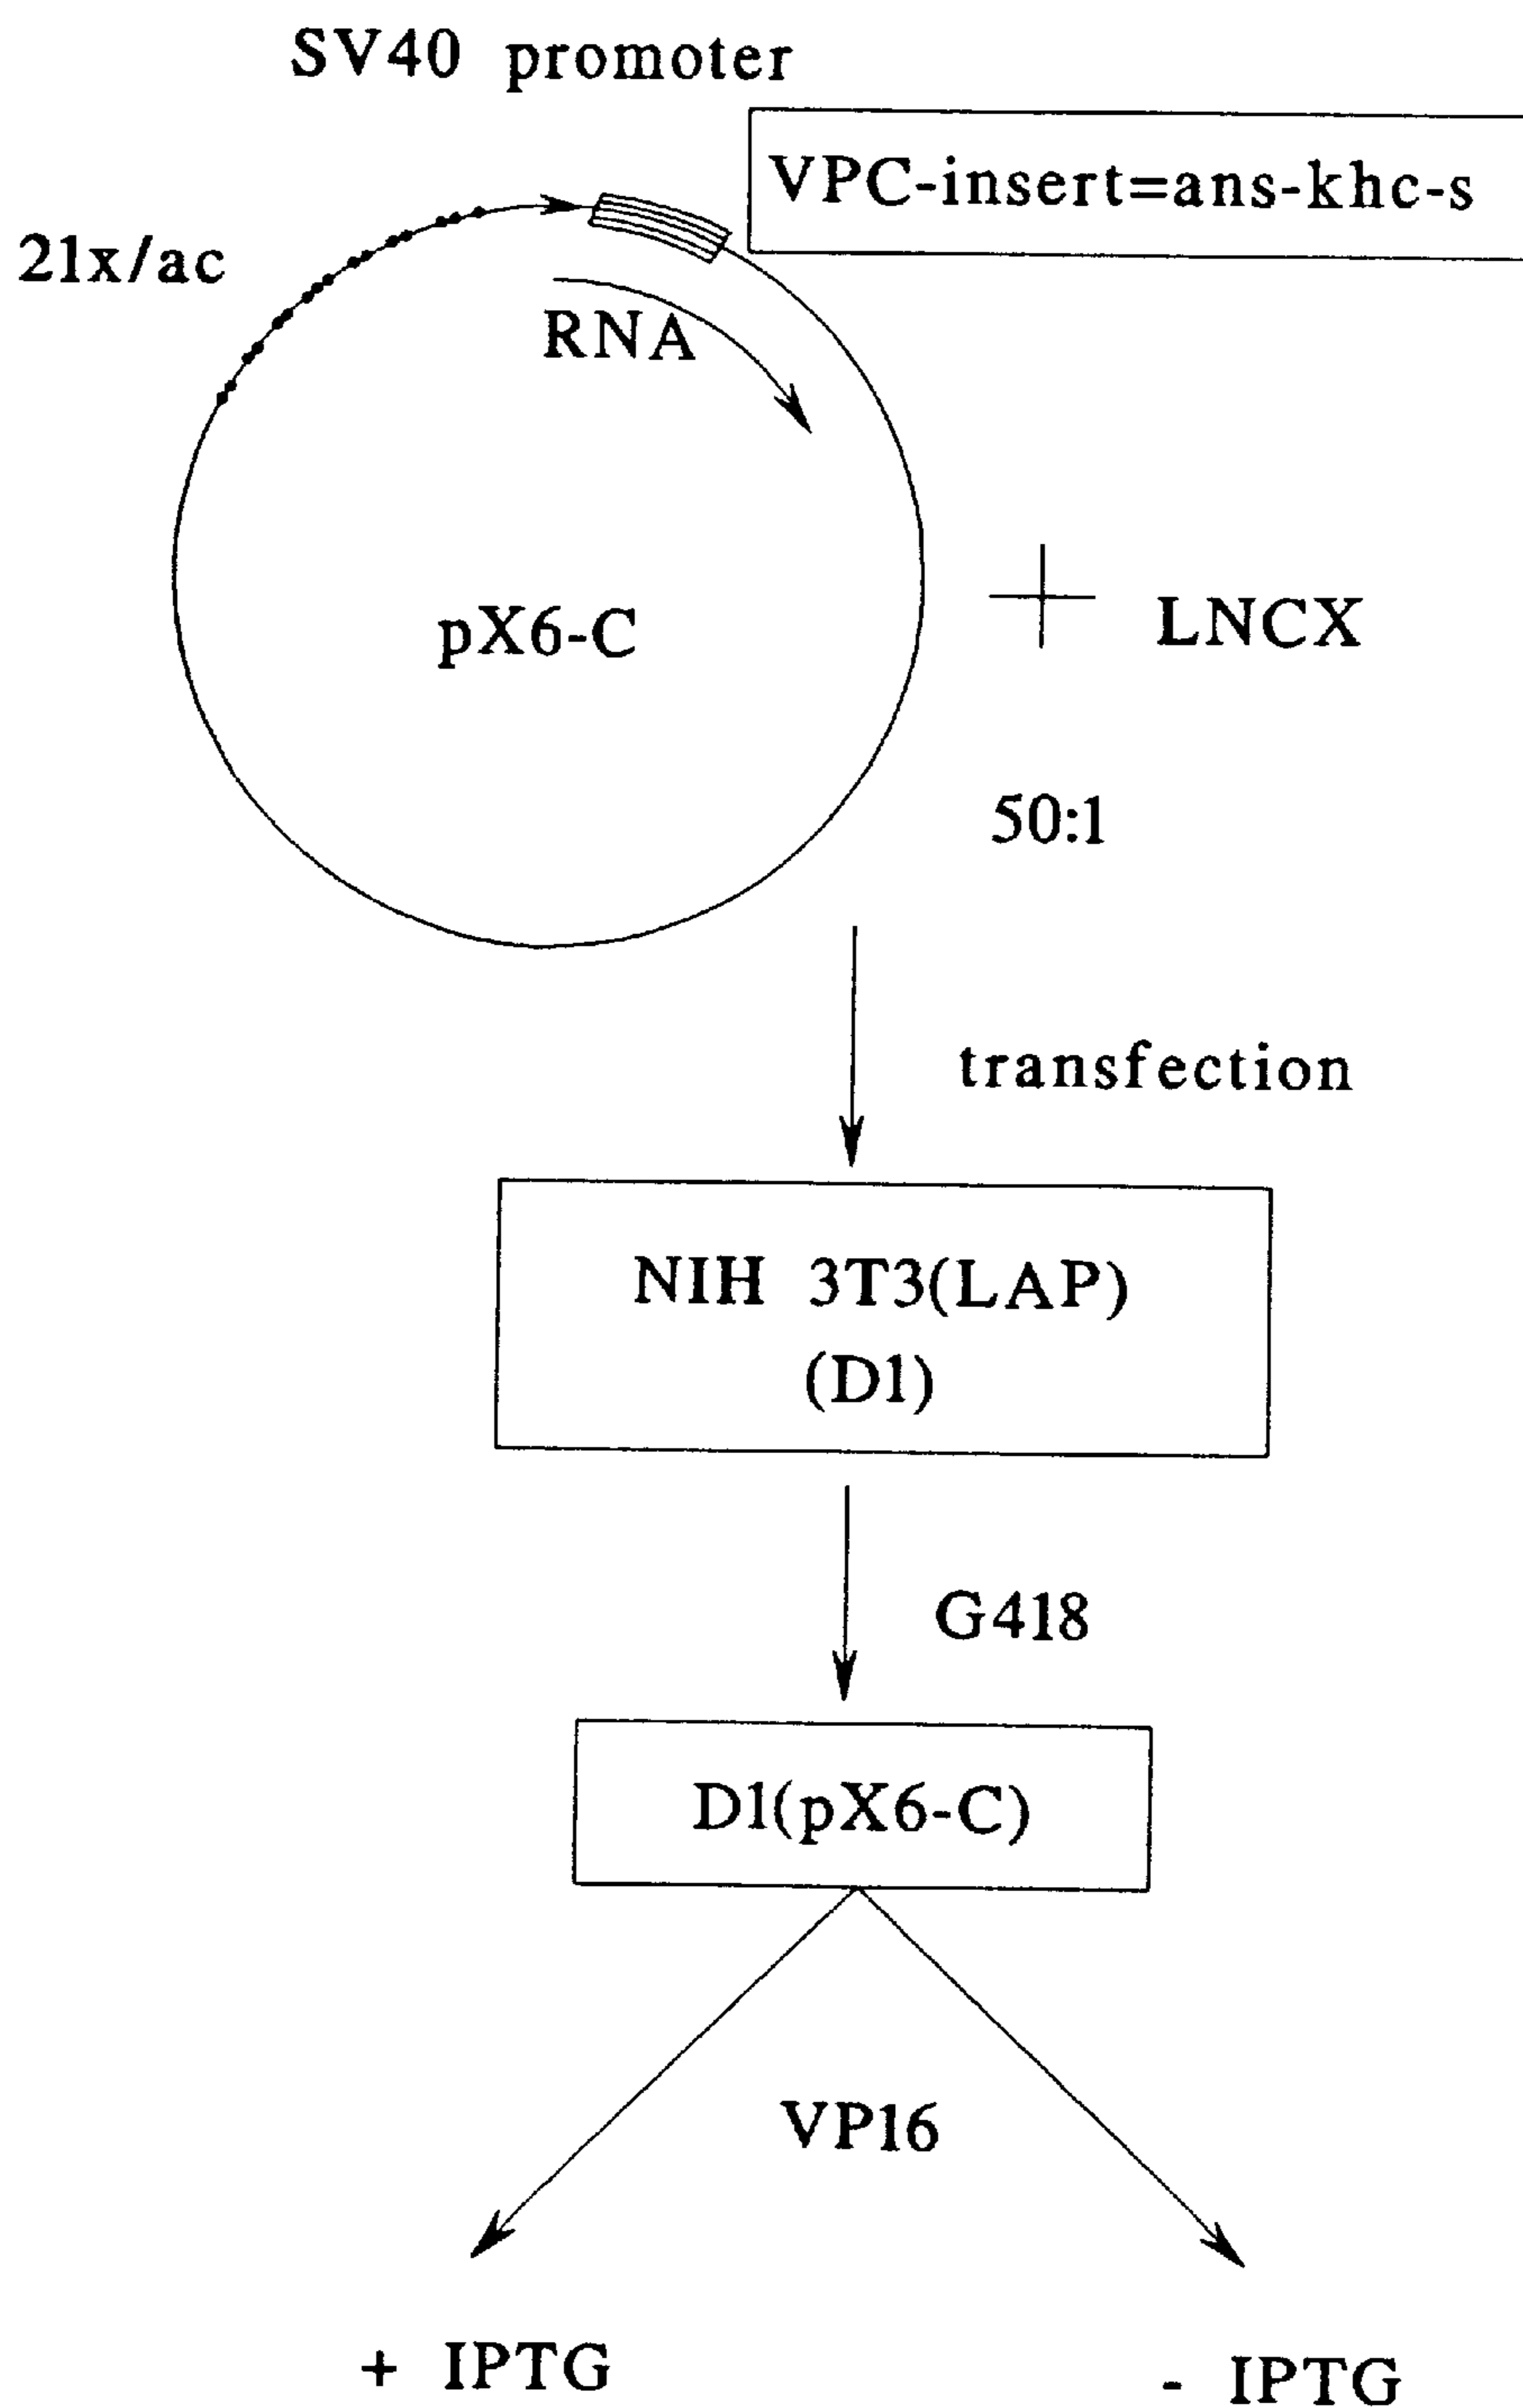 SV40 promoter
VPC-insert=ans-khc-s
21x/ac
RNA
pX6-C
LNCX
50:1
transfection
NIH 3T3(LAP)
(D1)
G418
D1(pX6-C)
VP16
+ IPTG
- IPTG